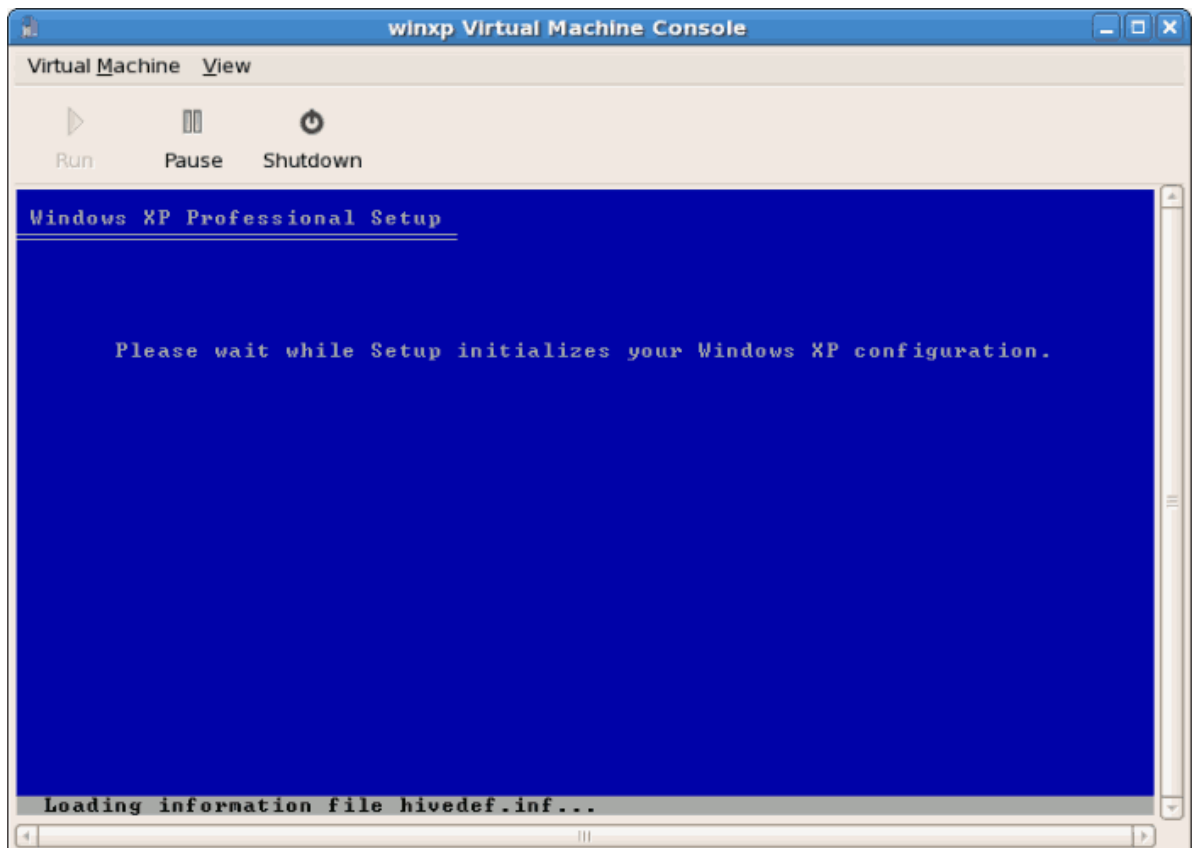 winxp Virtual Machine Console
Virtual Machine View
Run Pause Shutdown
Windows XP Professional Setup
Please wait while Setup initializes your Windows XP configuration.
Loading information file hivedef.inf...